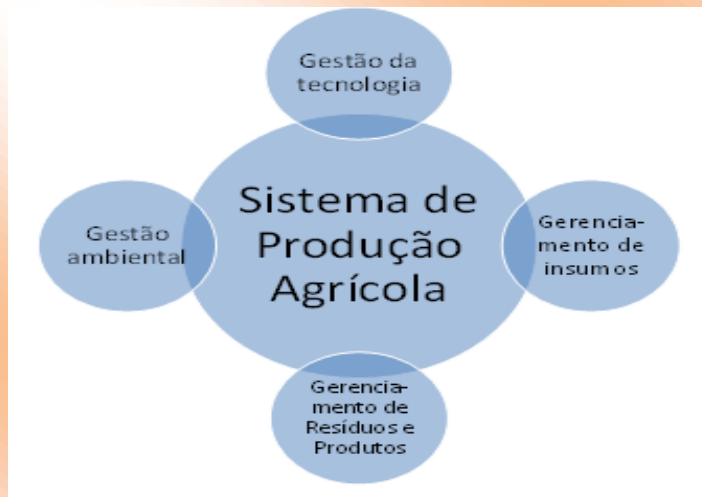 Gestão da
tecnologia
Sistema de
Produção
Agrícola
Gestão
ambiental
Gerencia-
mento de
insumos
Gerencia-
mento de
Resíduos e
Produtos